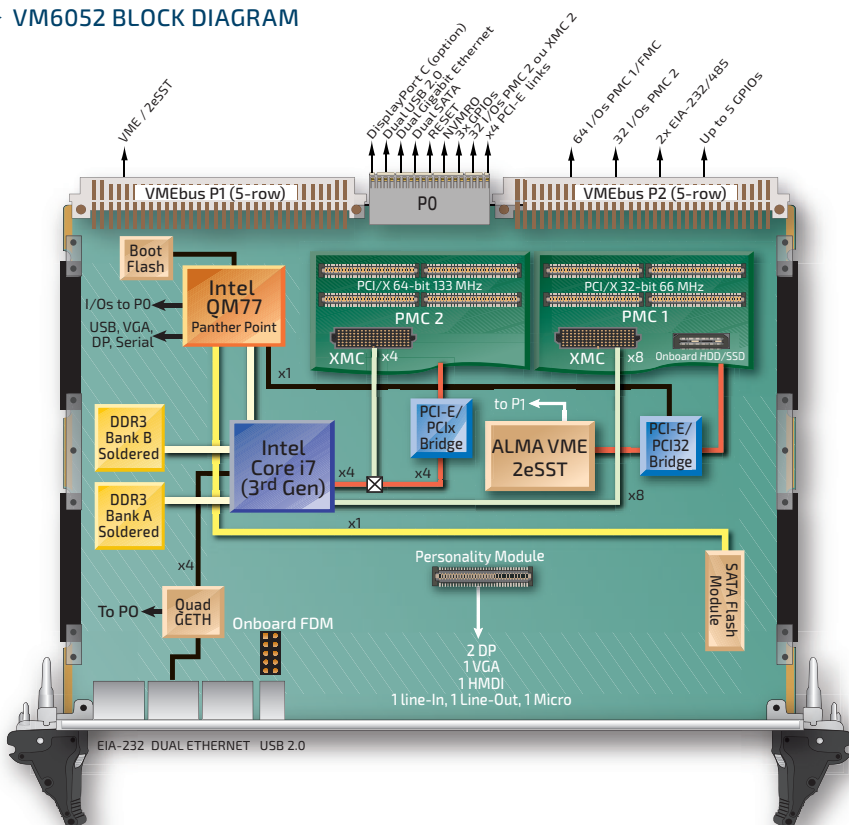 VM6052 BLOCK DIAGRAM
VME / 2eSST
DisplayPort C (option)
Dual USB 2.0
Dual Gigabit Ethernet
Dual SATA
RESET
NVMRO
3x GPIOs
32 I/Os PMC 2 ou XMC 2
x4 PCI-E links
64 I/Os PMC 1/FMC
32 I/Os PMC 2
2x EIA-232/485
Up to 5 GPIOs
VMEbus P1 (5-row)
P0
VMEbus P2 (5-row)
Boot
Flash
Intel
QM77
Panther Point
I/Os to P0
USB, VGA,
DP, Serial
PCI/X 64-bit 133 MHz
PMC 2
XMC
x4
PCI/X 32-bit 66 MHz
PMC 1
XMC
x8
Onboard HDD/SSD
x1
DDR3
Bank B
Soldered
DDR3
Bank A
Soldered
Intel
Core i7
(3rd Gen)
x4
x4
PCI-E/
PCIx
Bridge
to P1
ALMA VME
2eSST
PCI-E/
PCI32
Bridge
x8
x1
x4
To P0
Quad
GETH
Onboard FDM
Personality Module
2 DP
1 VGA
1 HMDI
1 line-In, 1 Line-Out, 1 Micro
SATA Flash
Module
EIA-232 DUAL ETHERNET USB 2.0